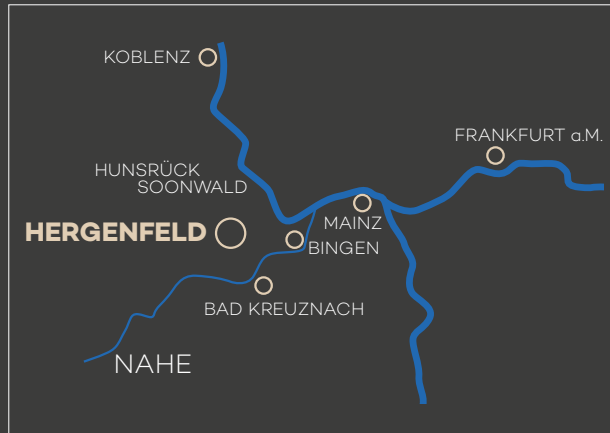 KOBLENZ
FRANKFURT a.M.
HUNSRÜCK
SOONWALD
MAINZ
HERGENFELD
BINGEN
BAD KREUZNACH
NAHE